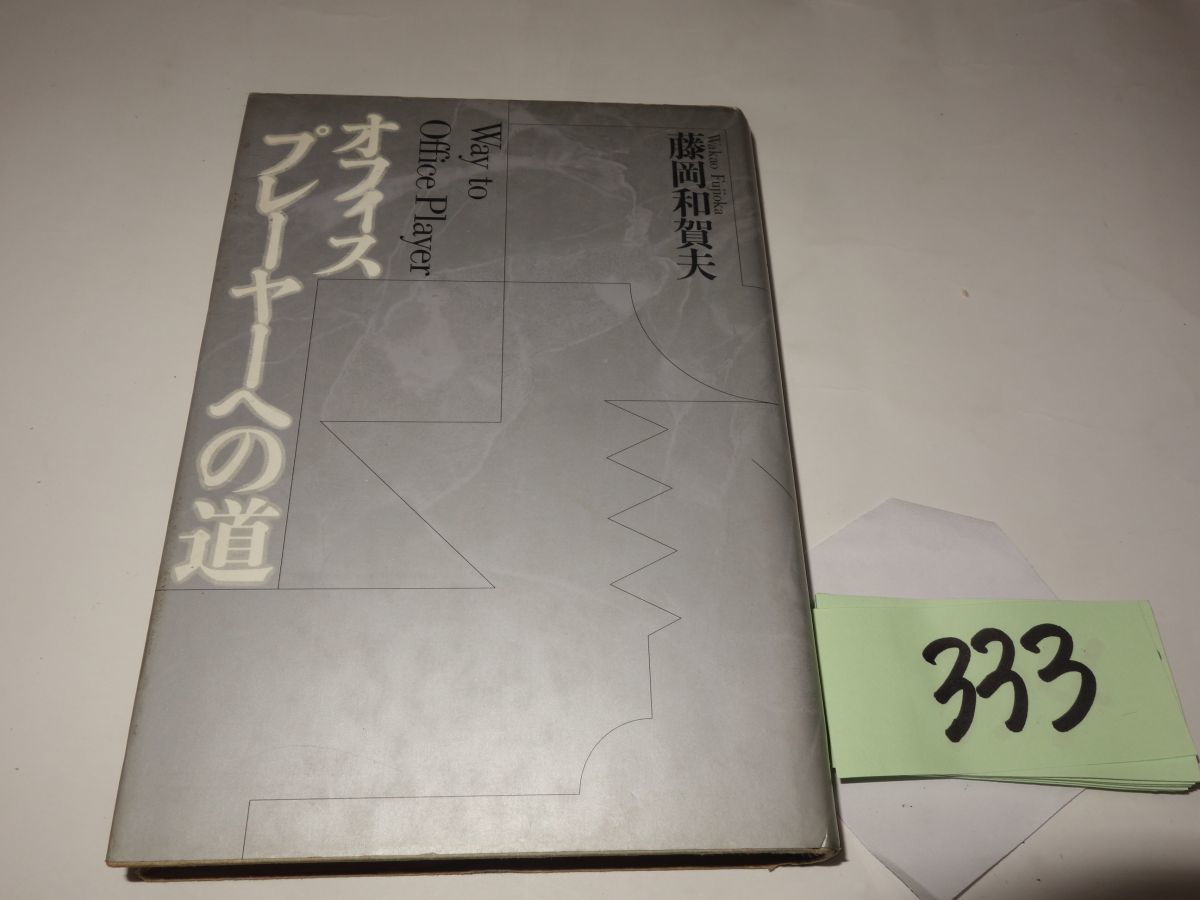 オフィス
プレーヤーへの道
Way to
Office Player
藤岡和賀夫
Wakao Fujioka
333